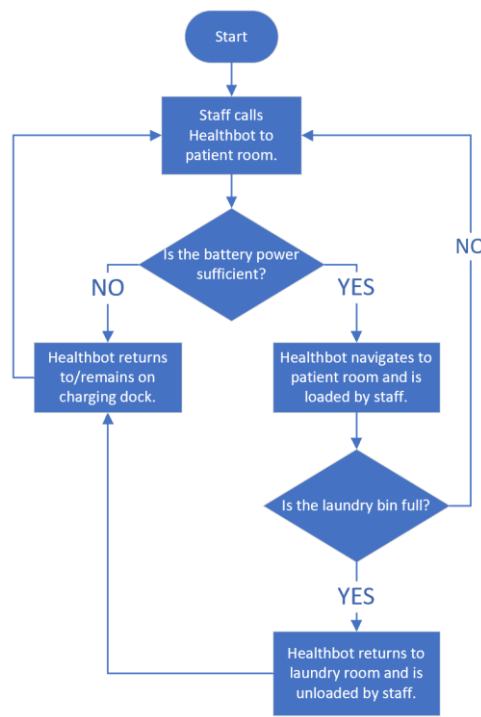 Start
Staff calls
Healthbot to
patient room.
Is the battery power
sufficient?
NO
YES
NO
Healthbot returns
to/remains on
charging dock.
Healthbot navigates to
patient room and is
loaded by staff.
Is the laundry bin full?
YES
Healthbot returns to
laundry room and is
unloaded by staff.